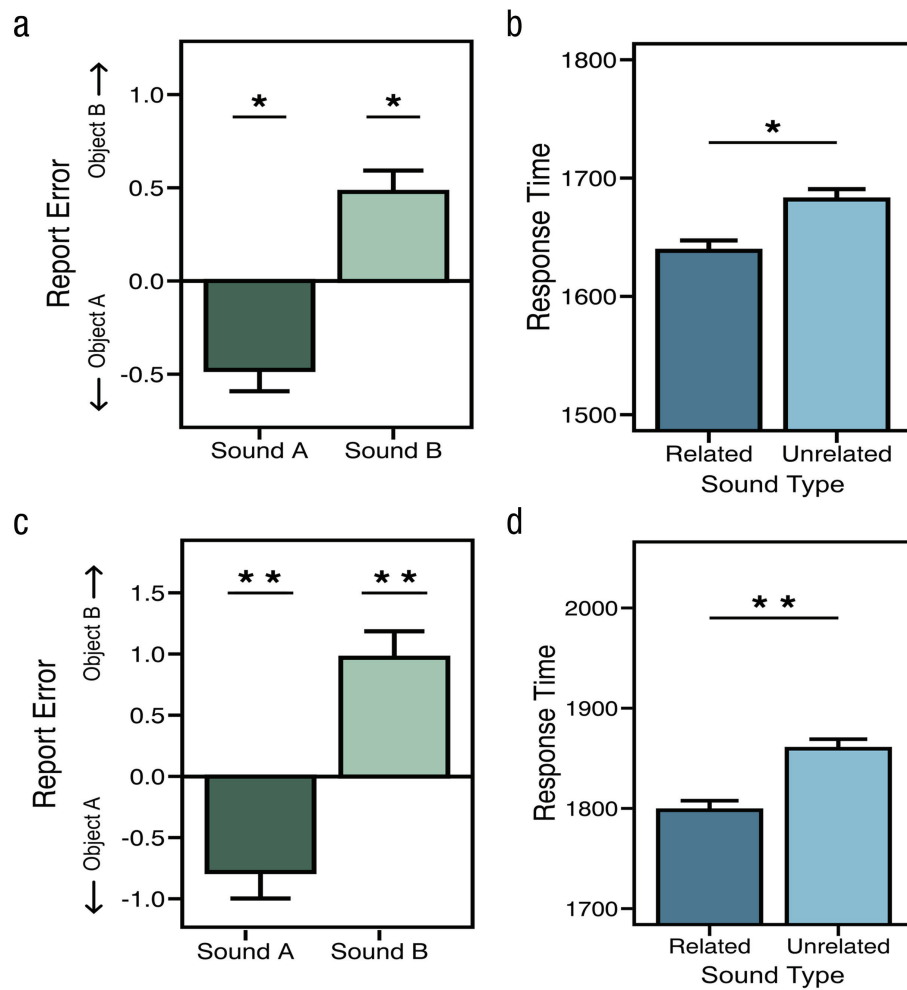 a
Report Error
← Object A
Object B →
1.0
0.5
0.0
-0.5
*
*
Sound A
Sound B
b
Response Time
1800
1700
1600
1500
*
Related
Unrelated
Sound Type
c
Report Error
← Object A
Object B →
1.5
1.0
0.5
0.0
-0.5
-1.0
* *
* *
Sound A
Sound B
d
Response Time
2000
1900
1800
1700
* *
Related
Unrelated
Sound Type